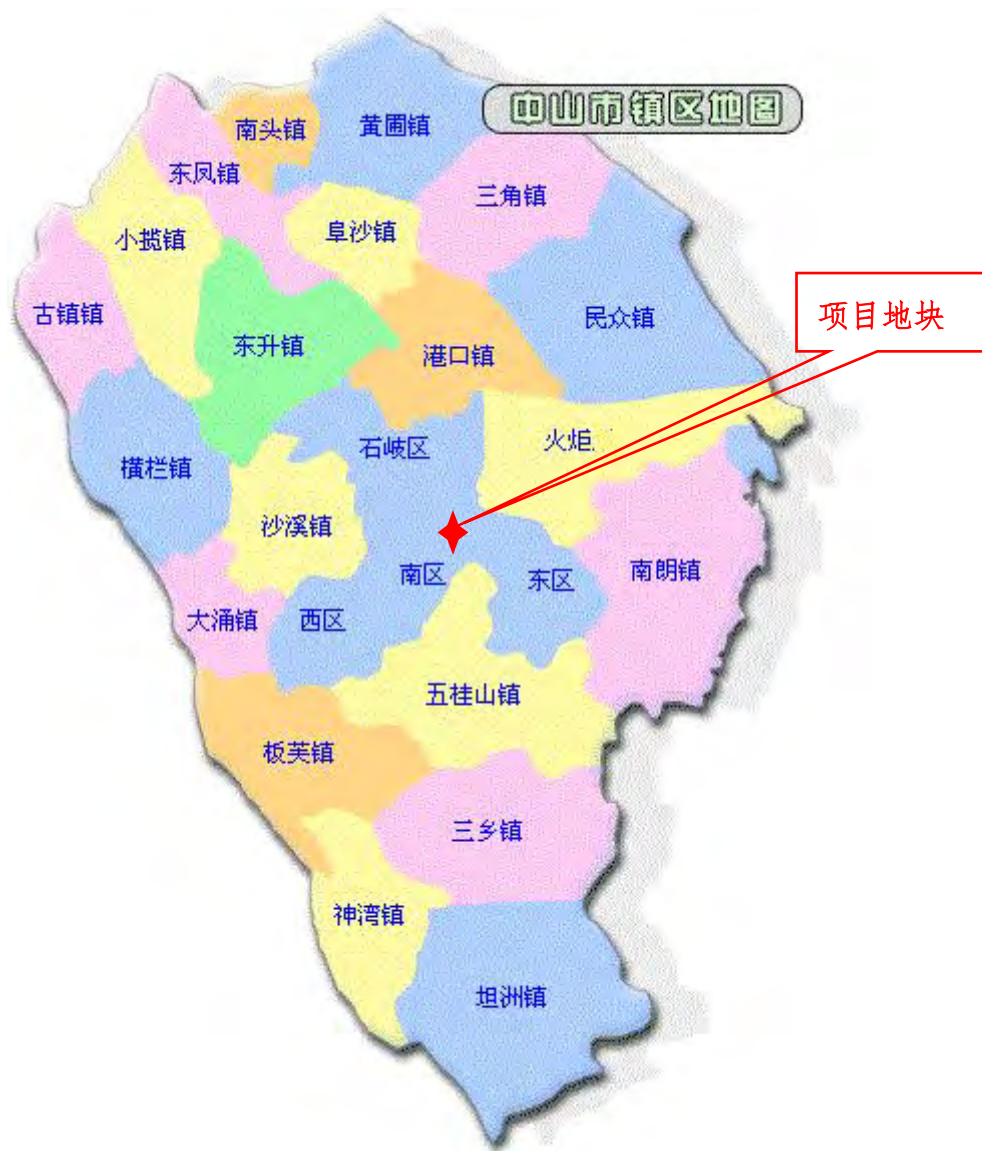 中山市镇区地图
南头镇
黄圃镇
东凤镇
三角镇
小揽镇
阜沙镇
古镇镇
民众镇
项目地块
东升镇
港口镇
石岐区
火炬
横栏镇
沙溪镇
南区
东区
南朗镇
大涌镇
西区
五桂山镇
板芙镇
三乡镇
神湾镇
坦洲镇